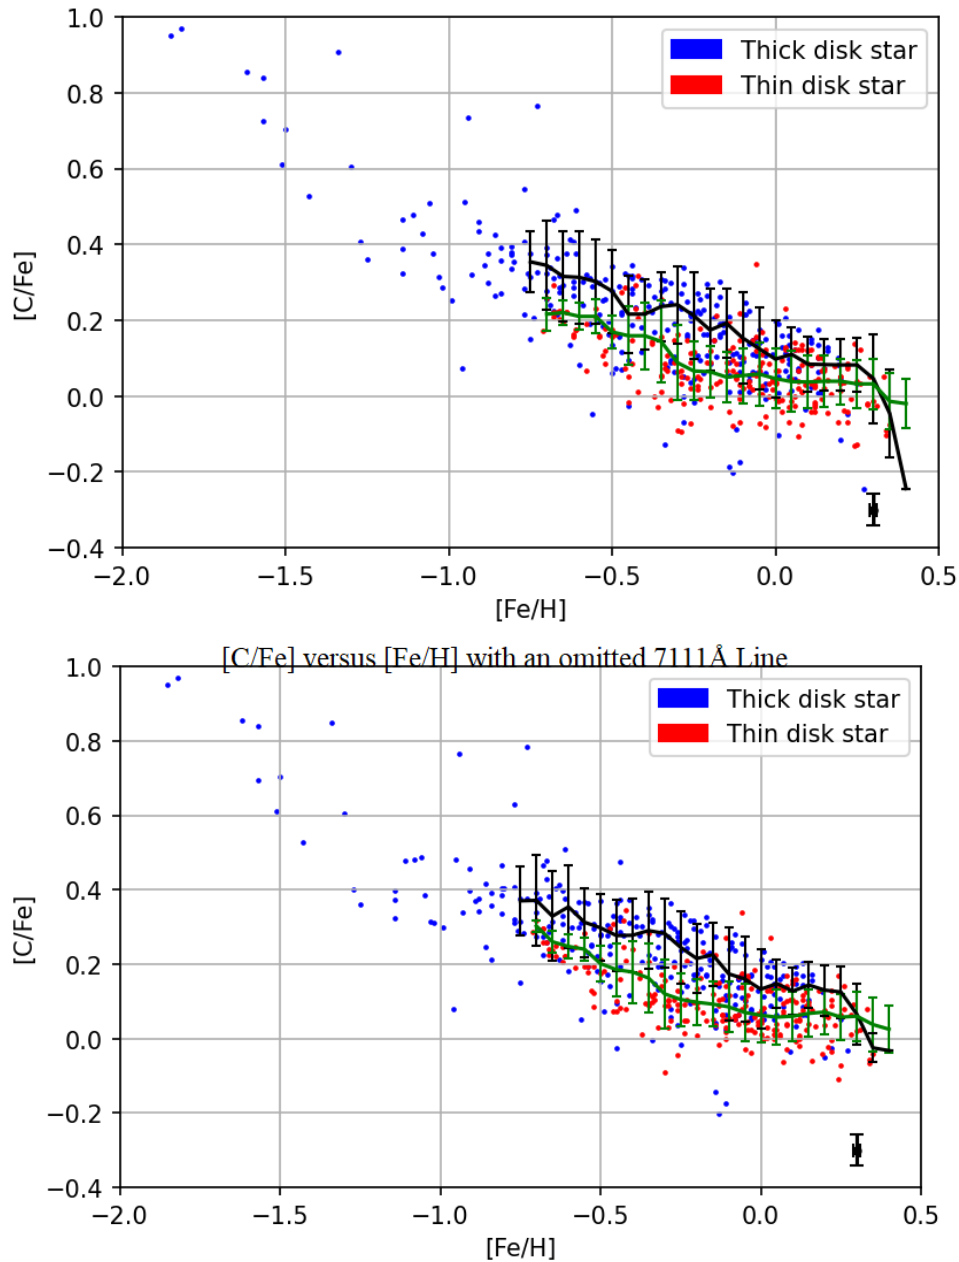 1.0
0.8
0.6
0.4
0.2
0.0
−0.2
−0.4
[C/Fe]
Thick disk star
Thin disk star
−2.0 −1.5 −1.0 −0.5 0.0 0.5
[Fe/H]
[C/Fe] versus [Fe/H] with an omitted 7111Å Line
1.0
0.8
0.6
0.4
0.2
0.0
−0.2
−0.4
[C/Fe]
Thick disk star
Thin disk star
−2.0 −1.5 −1.0 −0.5 0.0 0.5
[Fe/H]